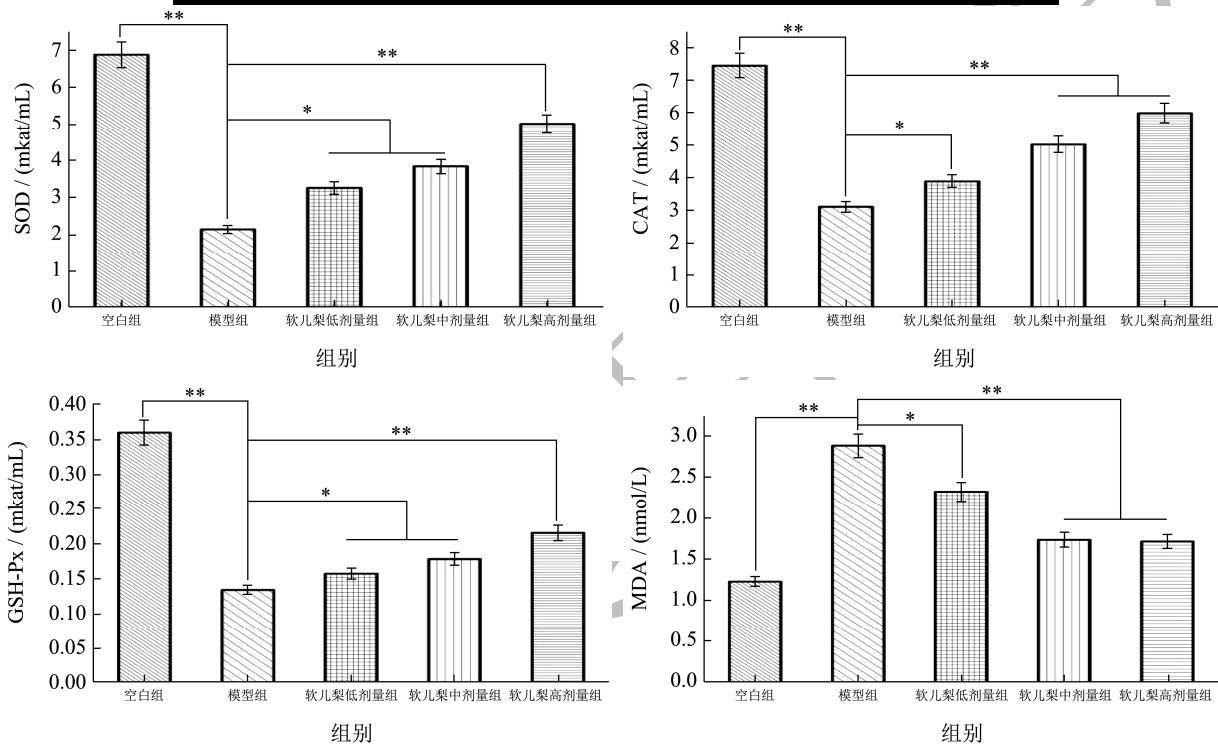 **
**
*
7
6
5
4
3
2
1
0
SOD / (mkat/mL)
空白组
模型组
软儿梨低剂量组
软儿梨中剂量组
软儿梨高剂量组
组别
**
**
*
8
7
6
5
4
3
2
1
0
CAT / (mkat/mL)
空白组
模型组
软儿梨低剂量组
软儿梨中剂量组
软儿梨高剂量组
组别
**
**
*
0.40
0.35
0.30
0.25
0.20
0.15
0.10
0.05
0.00
GSH-Px / (mkat/mL)
空白组
模型组
软儿梨低剂量组
软儿梨中剂量组
软儿梨高剂量组
组别
**
**
*
3.0
2.5
2.0
1.5
1.0
0.5
0.0
MDA / (nmol/L)
空白组
模型组
软儿梨低剂量组
软儿梨中剂量组
软儿梨高剂量组
组别